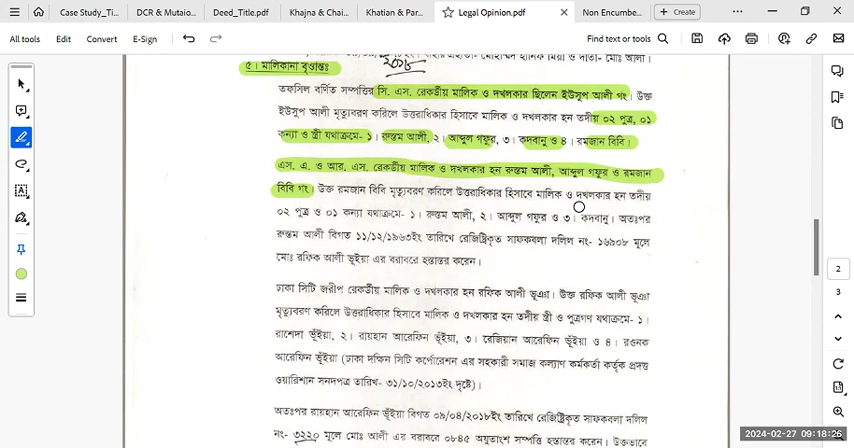 Case Study_Ti...
DCR & Mutaio...
Deed_Title.pdf
Khajna & Chai...
Khatian & Par...
Legal Opinion.pdf
Non Encumbe...
+ Create
All tools Edit Convert E-Sign
Find text or tools
২০১৮
৫। মালিকানা বৃত্তান্তঃ
তফসিল বর্ণিত সম্পত্তির সি. এস. রেকর্ডীয় মালিক ও দখলকার ছিলেন ইউসুপ আলী গং। উক্ত
ইউসুপ আলী মৃত্যুবরণ করিলে উত্তরাধিকার হিসাবে মালিক ও দখলকার হন তদীয় ০২ পুত্র, ০১
কন্যা ও স্ত্রী যথাক্রমে- ১। রুস্তম আলী, ২। আব্দুল গফুর, ৩। কদবানু ও ৪। রমজান বিবি।
এস. এ. ও আর. এস. রেকর্ডীয় মালিক ও দখলকার হন রুস্তম আলী, আব্দুল গফুর ও রমজান
বিবি গং। উক্ত রমজান বিবি মৃত্যুবরণ করিলে উত্তরাধিকার হিসাবে মালিক ও দখলকার হন তদীয়
০২ পুত্র ও ০১ কন্যা যথাক্রমে- ১। রুস্তম আলী, ২। আব্দুল গফুর ও ৩। কদবানু। অতঃপর
রুস্তম আলী বিগত ১১/১২/১৯৬৩ইং তারিখে রেজিষ্ট্রিকৃত সাফকবলা দলিল নং- ১৬৯০৮ মূলে
মোঃ রফিক আলী ভূইয়া এর বরাবরে হস্তান্তর করেন।
ঢাকা সিটি জরীপ রেকর্ডীয় মালিক ও দখলকার হন রফিক আলী ভূঞা। উক্ত রফিক আলী ভূঞা
মৃত্যুবরণ করিলে উত্তরাধিকার হিসাবে মালিক ও দখলকার হন তদীয় স্ত্রী ও পুত্রগণ যথাক্রমে- ১।
রাশেদা ভূঁইয়া, ২। রায়হান আরেফিন ভূঁইয়া, ৩। রেজিয়ান আরেফিন ভূঁইয়া ও ৪। রওনক
আরেফিন ভূঁইয়া (ঢাকা দক্ষিন সিটি কর্পোরেশন এর সহকারী সমাজ কল্যাণ কর্মকর্তা কর্তৃক প্রদত্ত
ওয়ারিশান সনদপত্র তারিখ- ৩১/১০/২০১৩ইং দৃষ্টে)।
অতঃপর রায়হান আরেফিন ভূঁইয়া বিগত ০৯/০৪/২০১৮ইং তারিখে রেজিষ্ট্রিকৃত সাফকবলা দলিল
নং- ৩২২০ মূলে মোঃ আলী এর বরাবরে ০৮৪৫ অযুতাংশ সম্পত্তি হস্তান্তর করেন। উক্তভাবে
2
3
2024-02-27 09:18:26